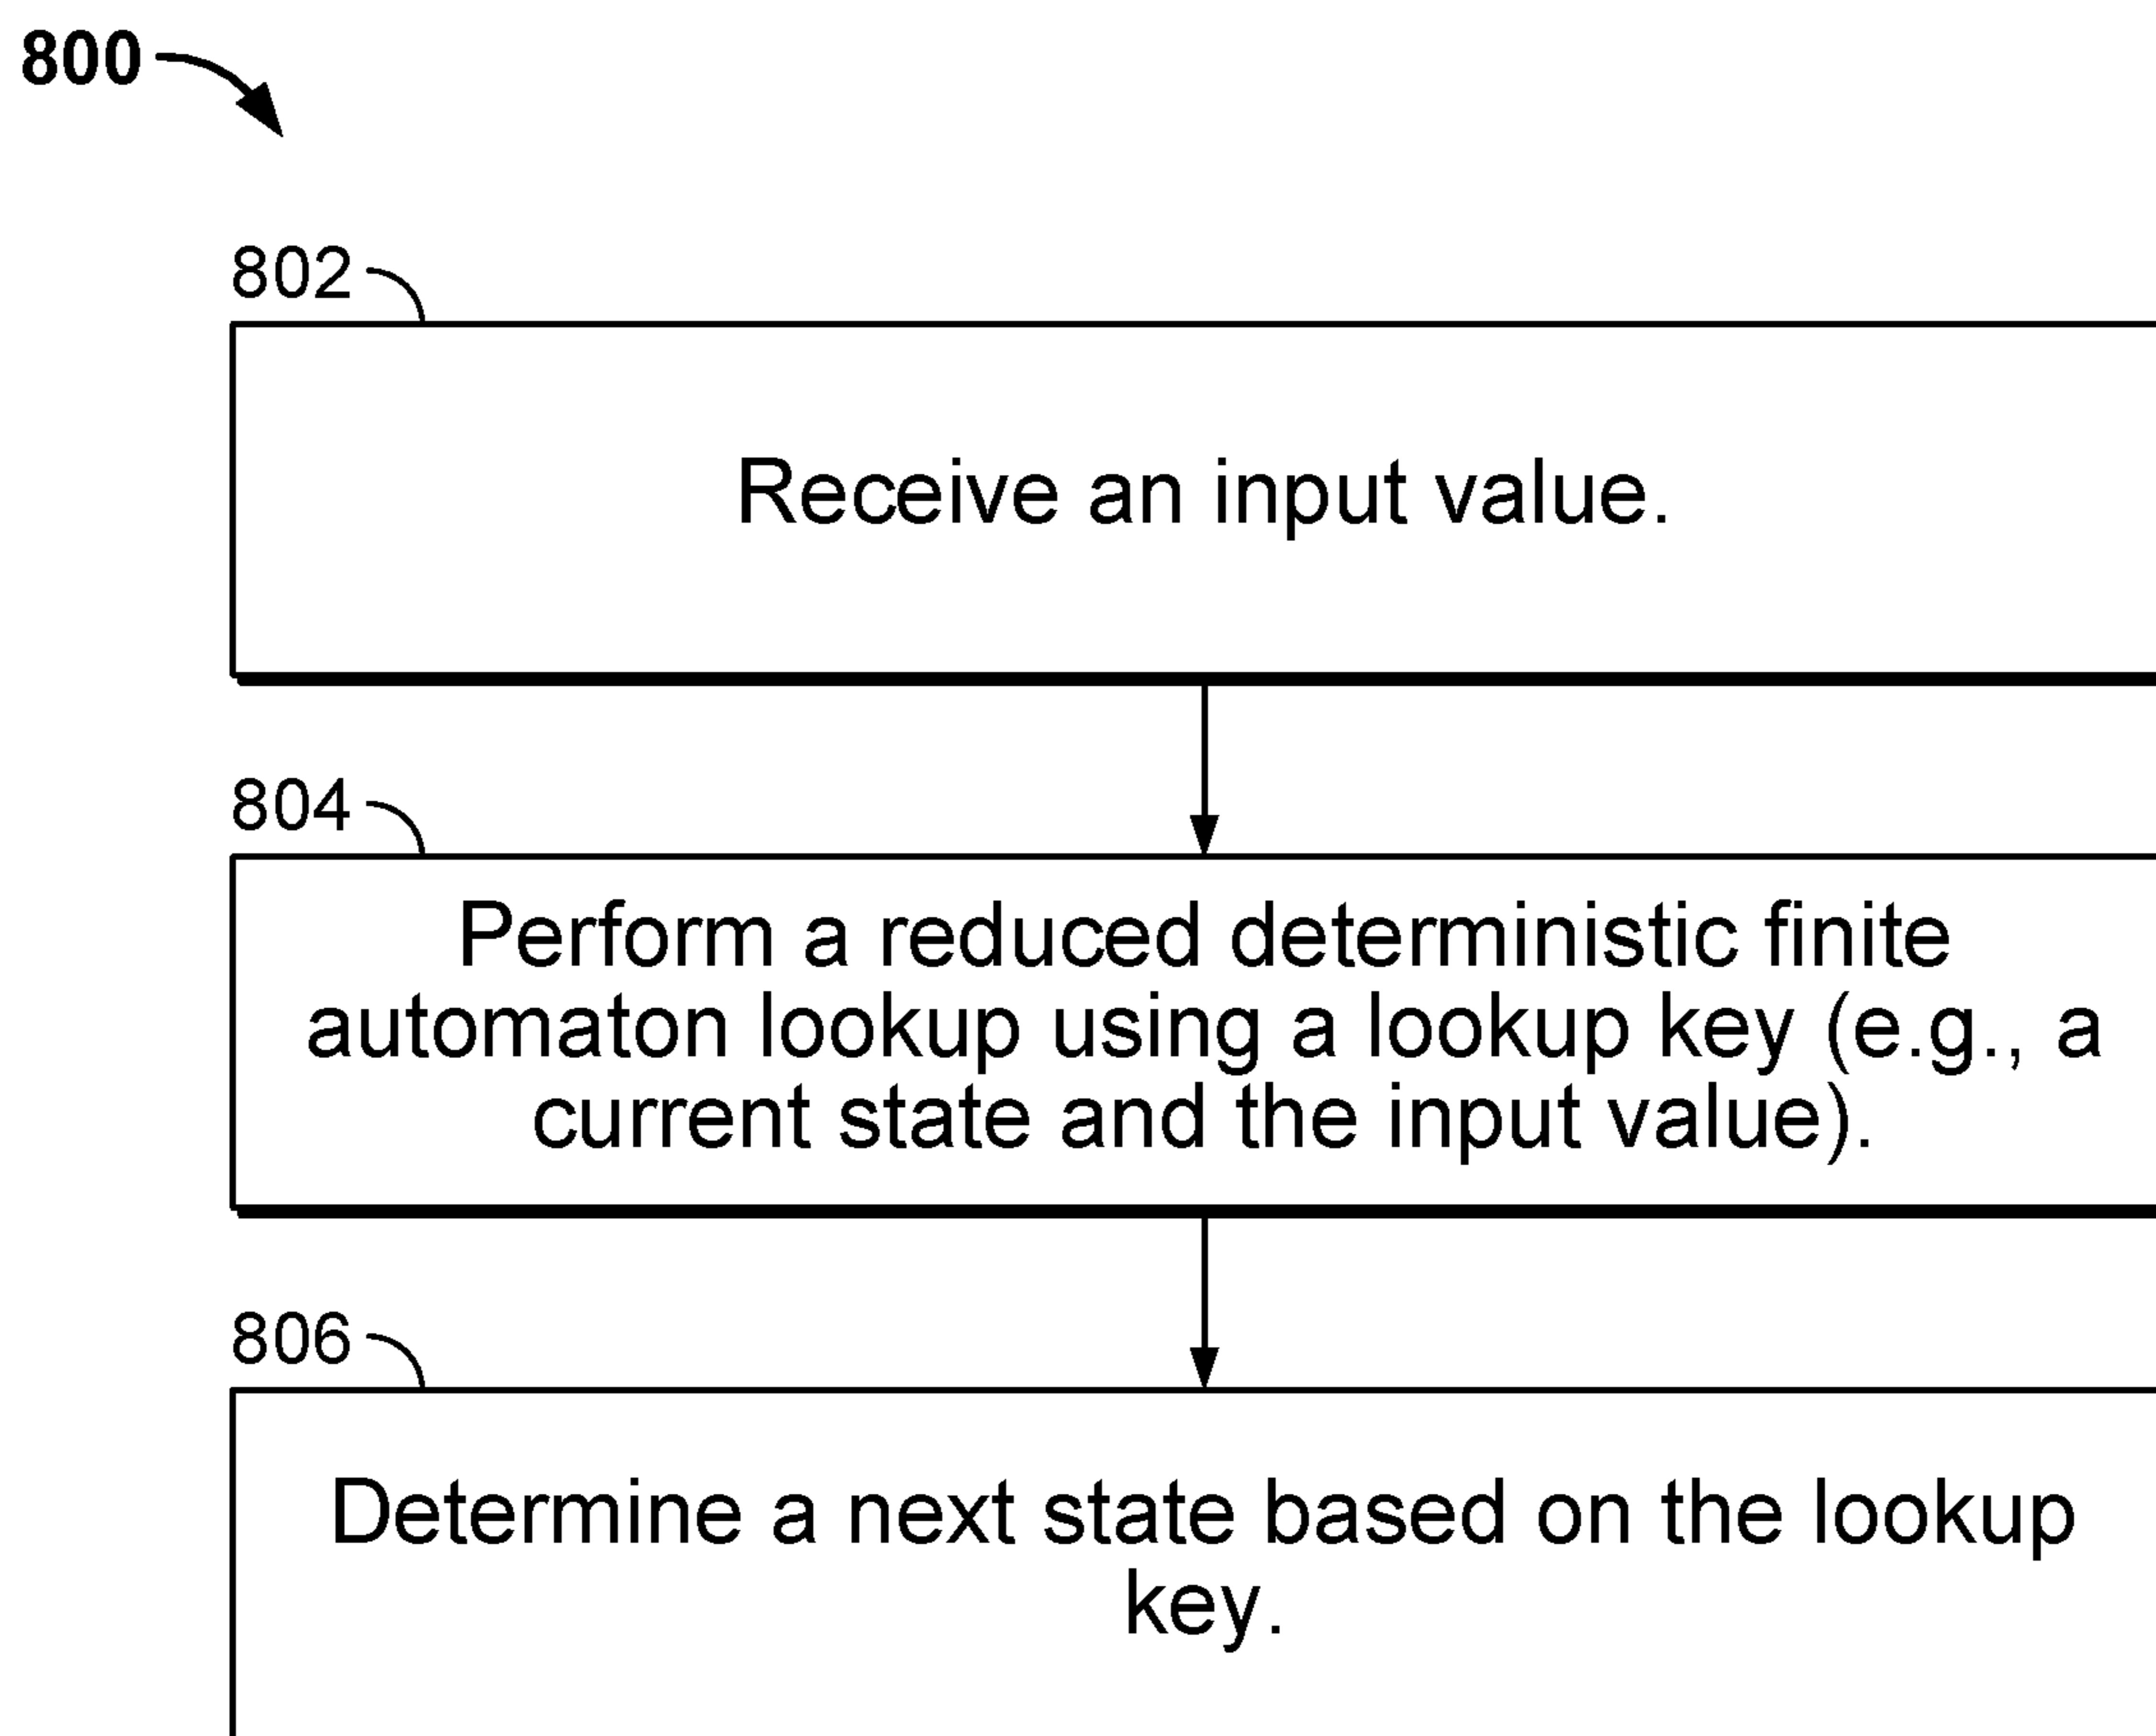 800
802
Receive an input value.
804
Perform a reduced deterministic finite
automaton lookup using a lookup key (e.g., a
current state and the input value).
806
Determine a next state based on the lookup
key.